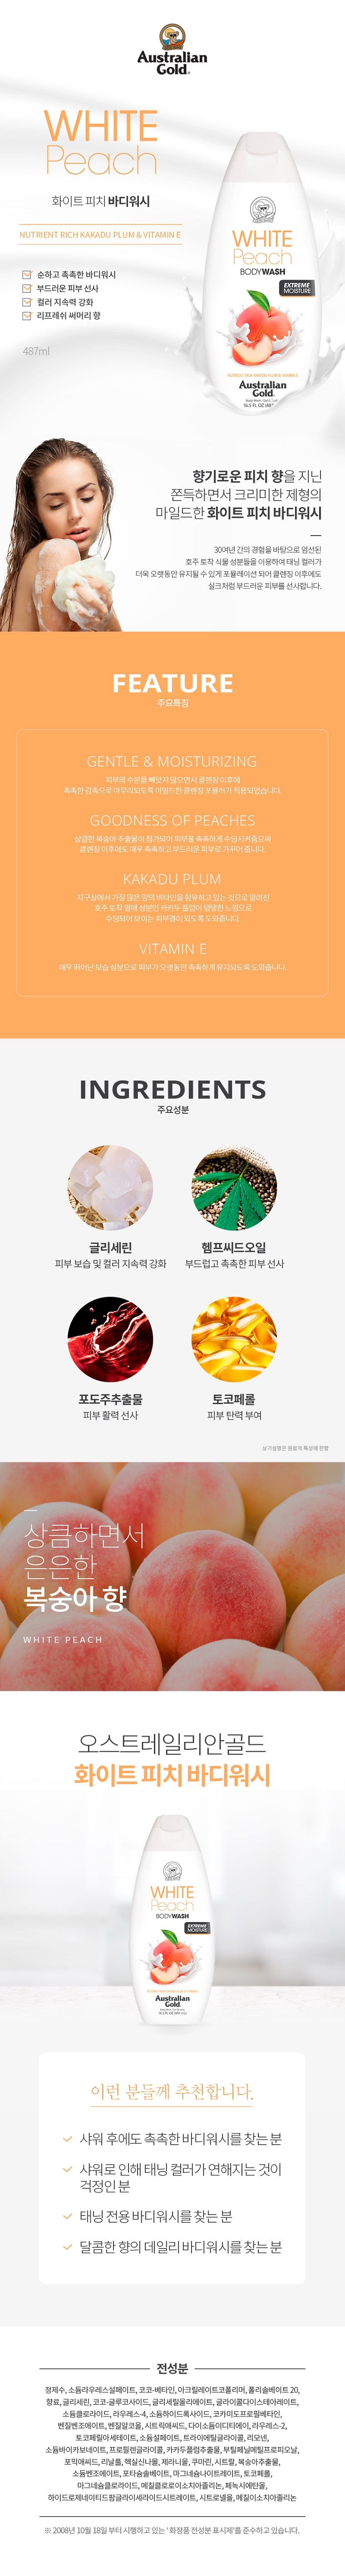 Australian
Gold®
WHITE
Peach
화이트 피치 바디워시
NUTRIENT RICH KAKADU PLUM & VITAMIN E
순하고 촉촉한 바디워시
부드러운 피부 선사
컬러 지속력 강화
리프레쉬 써머리 향
487ml
WHITE
Peach
BODYWASH
EXTREME
MOISTURE
NUTRIENT RICH KAKADU PLUM & VITAMIN E
Australian
Gold
향기로운 피치 향을 지닌
쫀득하면서 크리미한 제형의
마일드한 화이트 피치 바디워시
30여년 간의 경험을 바탕으로 엄선된
호주 토착 식물 성분들을 이용하여 태닝 컬러가
더욱 오랫동안 유지될 수 있게 포뮬레이션 되어 클렌징 이후에도
실크처럼 부드러운 피부를 선사합니다.
FEATURE
주요특징
GENTLE & MOISTURIZING
피부의 수분을 빼앗지 않으면서 클렌징 이후에
촉촉한 감촉으로 마무리되도록 마일드한 클렌징 포뮬러가 적용되었습니다.
GOODNESS OF PEACHES
상큼한 복숭아 추출물이 첨가되어 피부를 촉촉하게 수딩시켜줌으써
클렌징 이후에도 매우 촉촉하고 부드러운 피부로 가꾸어 줍니다.
KAKADU PLUM
지구상에서 가장 많은 양의 비타민을 함유하고 있는 것으로 알려진
호주 토착 열매 성분인 카카두 플럼이 탱탱한 느낌으로
수딩되어 보이는 피부결이 되도록 도와줍니다.
VITAMIN E
매우 뛰어난 보습 성분으로 피부가 오랫동안 촉촉하게 유지되도록 도와줍니다.
INGREDIENTS
주요성분
글리세린
피부 보습 및 컬러 지속력 강화
헴프씨드오일
부드럽고 촉촉한 피부 선사
포도주추출물
피부 활력 선사
토코페롤
피부 탄력 부여
상기설명은 원료적 특성에 한함
상큼하면서
은은한
복숭아 향
WHITE PEACH
오스트레일리안골드
화이트 피치 바디워시
WHITE
Peach
BODYWASH
EXTREME
MOISTURE
Australian
Gold
이런 분들께 추천합니다.
샤워 후에도 촉촉한 바디워시를 찾는 분
샤워로 인해 태닝 컬러가 연해지는 것이
걱정인 분
태닝 전용 바디워시를 찾는 분
달콤한 향의 데일리 바디워시를 찾는 분
전성분
정제수, 소듐라우레스설페이트, 코코-베타인, 아크릴레이트코폴리머, 폴리솔베이트 20,
향료, 글리세린, 코코-글루코사이드, 글리세릴올리에이트, 글라이콜다이스테아레이트,
소듐클로라이드, 라우레스-4, 소듐하이드록사이드, 코카미도프로필베타인,
벤질벤조에이트, 벤질알코올, 시트릭애씨드, 다이소듐이디티에이, 라우레스-2,
토코페릴아세테이트, 소듐설페이트, 트라이에틸글라이콜, 리모넨,
소듐바이카보네이트, 프로필렌글라이콜, 카카두플럼추출물, 부틸페닐메틸프로피오날,
포믹애씨드, 리날룰, 헥실신나몰, 제라니올, 쿠마린, 시트랄, 복숭아추출물,
소듐벤조에이트, 포타슘솔베이트, 마그네슘나이트레이트, 토코페롤,
마그네슘클로라이드, 메칠클로로이소치아졸리논, 페녹시에탄올,
하이드로제네이티드팜글라이세라이드시트레이트, 시트로넬올, 메칠이소치아졸리논
※ 2008년 10월 18일 부터 시행하고 있는 ' 화장품 전성분 표시제'를 준수하고 있습니다.